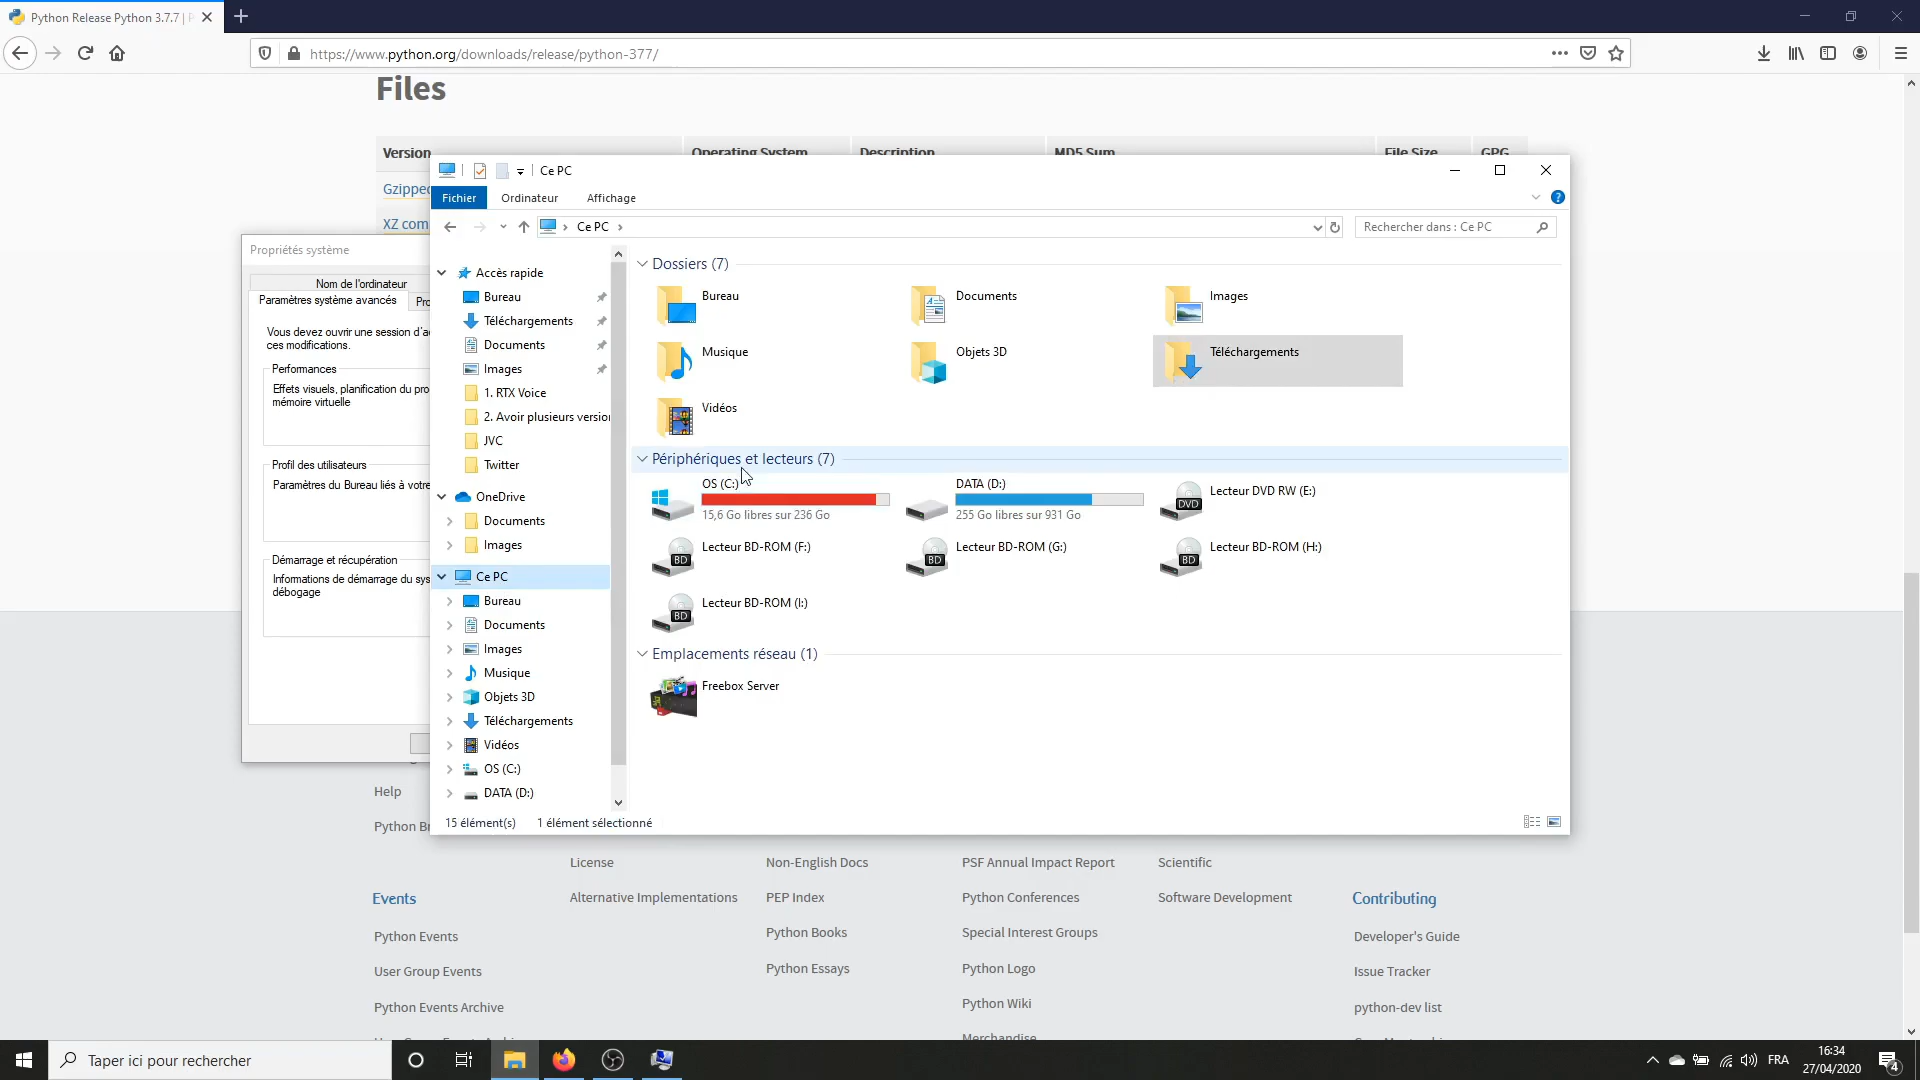 Python Release Python 3.7.7 | P
https://www.python.org/downloads/release/python-377/
Files
Version
Operating System
Description
MD5 Sum
File Size
GPG
Gzipped
XZ com
Propriétés système
Nom de l'ordinateur
Paramètres système avancés
Pro
Vous devez ouvrir une session d'a
ces modifications.
Performances
Effets visuels, planification du pro
mémoire virtuelle
Profil des utilisateurs
Paramètres du Bureau liés à votre
Démarrage et récupération
Informations de démarrage du sys
débogage
Ce PC
Fichier
Ordinateur
Affichage
Ce PC
Rechercher dans : Ce PC
Accès rapide
Bureau
Téléchargements
Documents
Images
1. RTX Voice
2. Avoir plusieurs version
JVC
Twitter
OneDrive
Documents
Images
Ce PC
Bureau
Documents
Images
Musique
Objets 3D
Téléchargements
Vidéos
OS (C:)
DATA (D:)
Dossiers (7)
Bureau
Documents
Images
Musique
Objets 3D
Téléchargements
Vidéos
Périphériques et lecteurs (7)
OS (C:)
15,6 Go libres sur 236 Go
DATA (D:)
255 Go libres sur 931 Go
DVD
Lecteur DVD RW (E:)
BD
Lecteur BD-ROM (F:)
BD
Lecteur BD-ROM (G:)
BD
Lecteur BD-ROM (H:)
BD
Lecteur BD-ROM (I:)
Emplacements réseau (1)
Freebox Server
15 élément(s)
1 élément sélectionné
Help
Python Br
License
Non-English Docs
PSF Annual Impact Report
Scientific
Events
Alternative Implementations
PEP Index
Python Conferences
Software Development
Contributing
Python Events
Python Books
Special Interest Groups
Developer's Guide
User Group Events
Python Essays
Python Logo
Issue Tracker
Python Events Archive
Python Wiki
python-dev list
Merchandise
Taper ici pour rechercher
FRA
16:34
27/04/2020
4